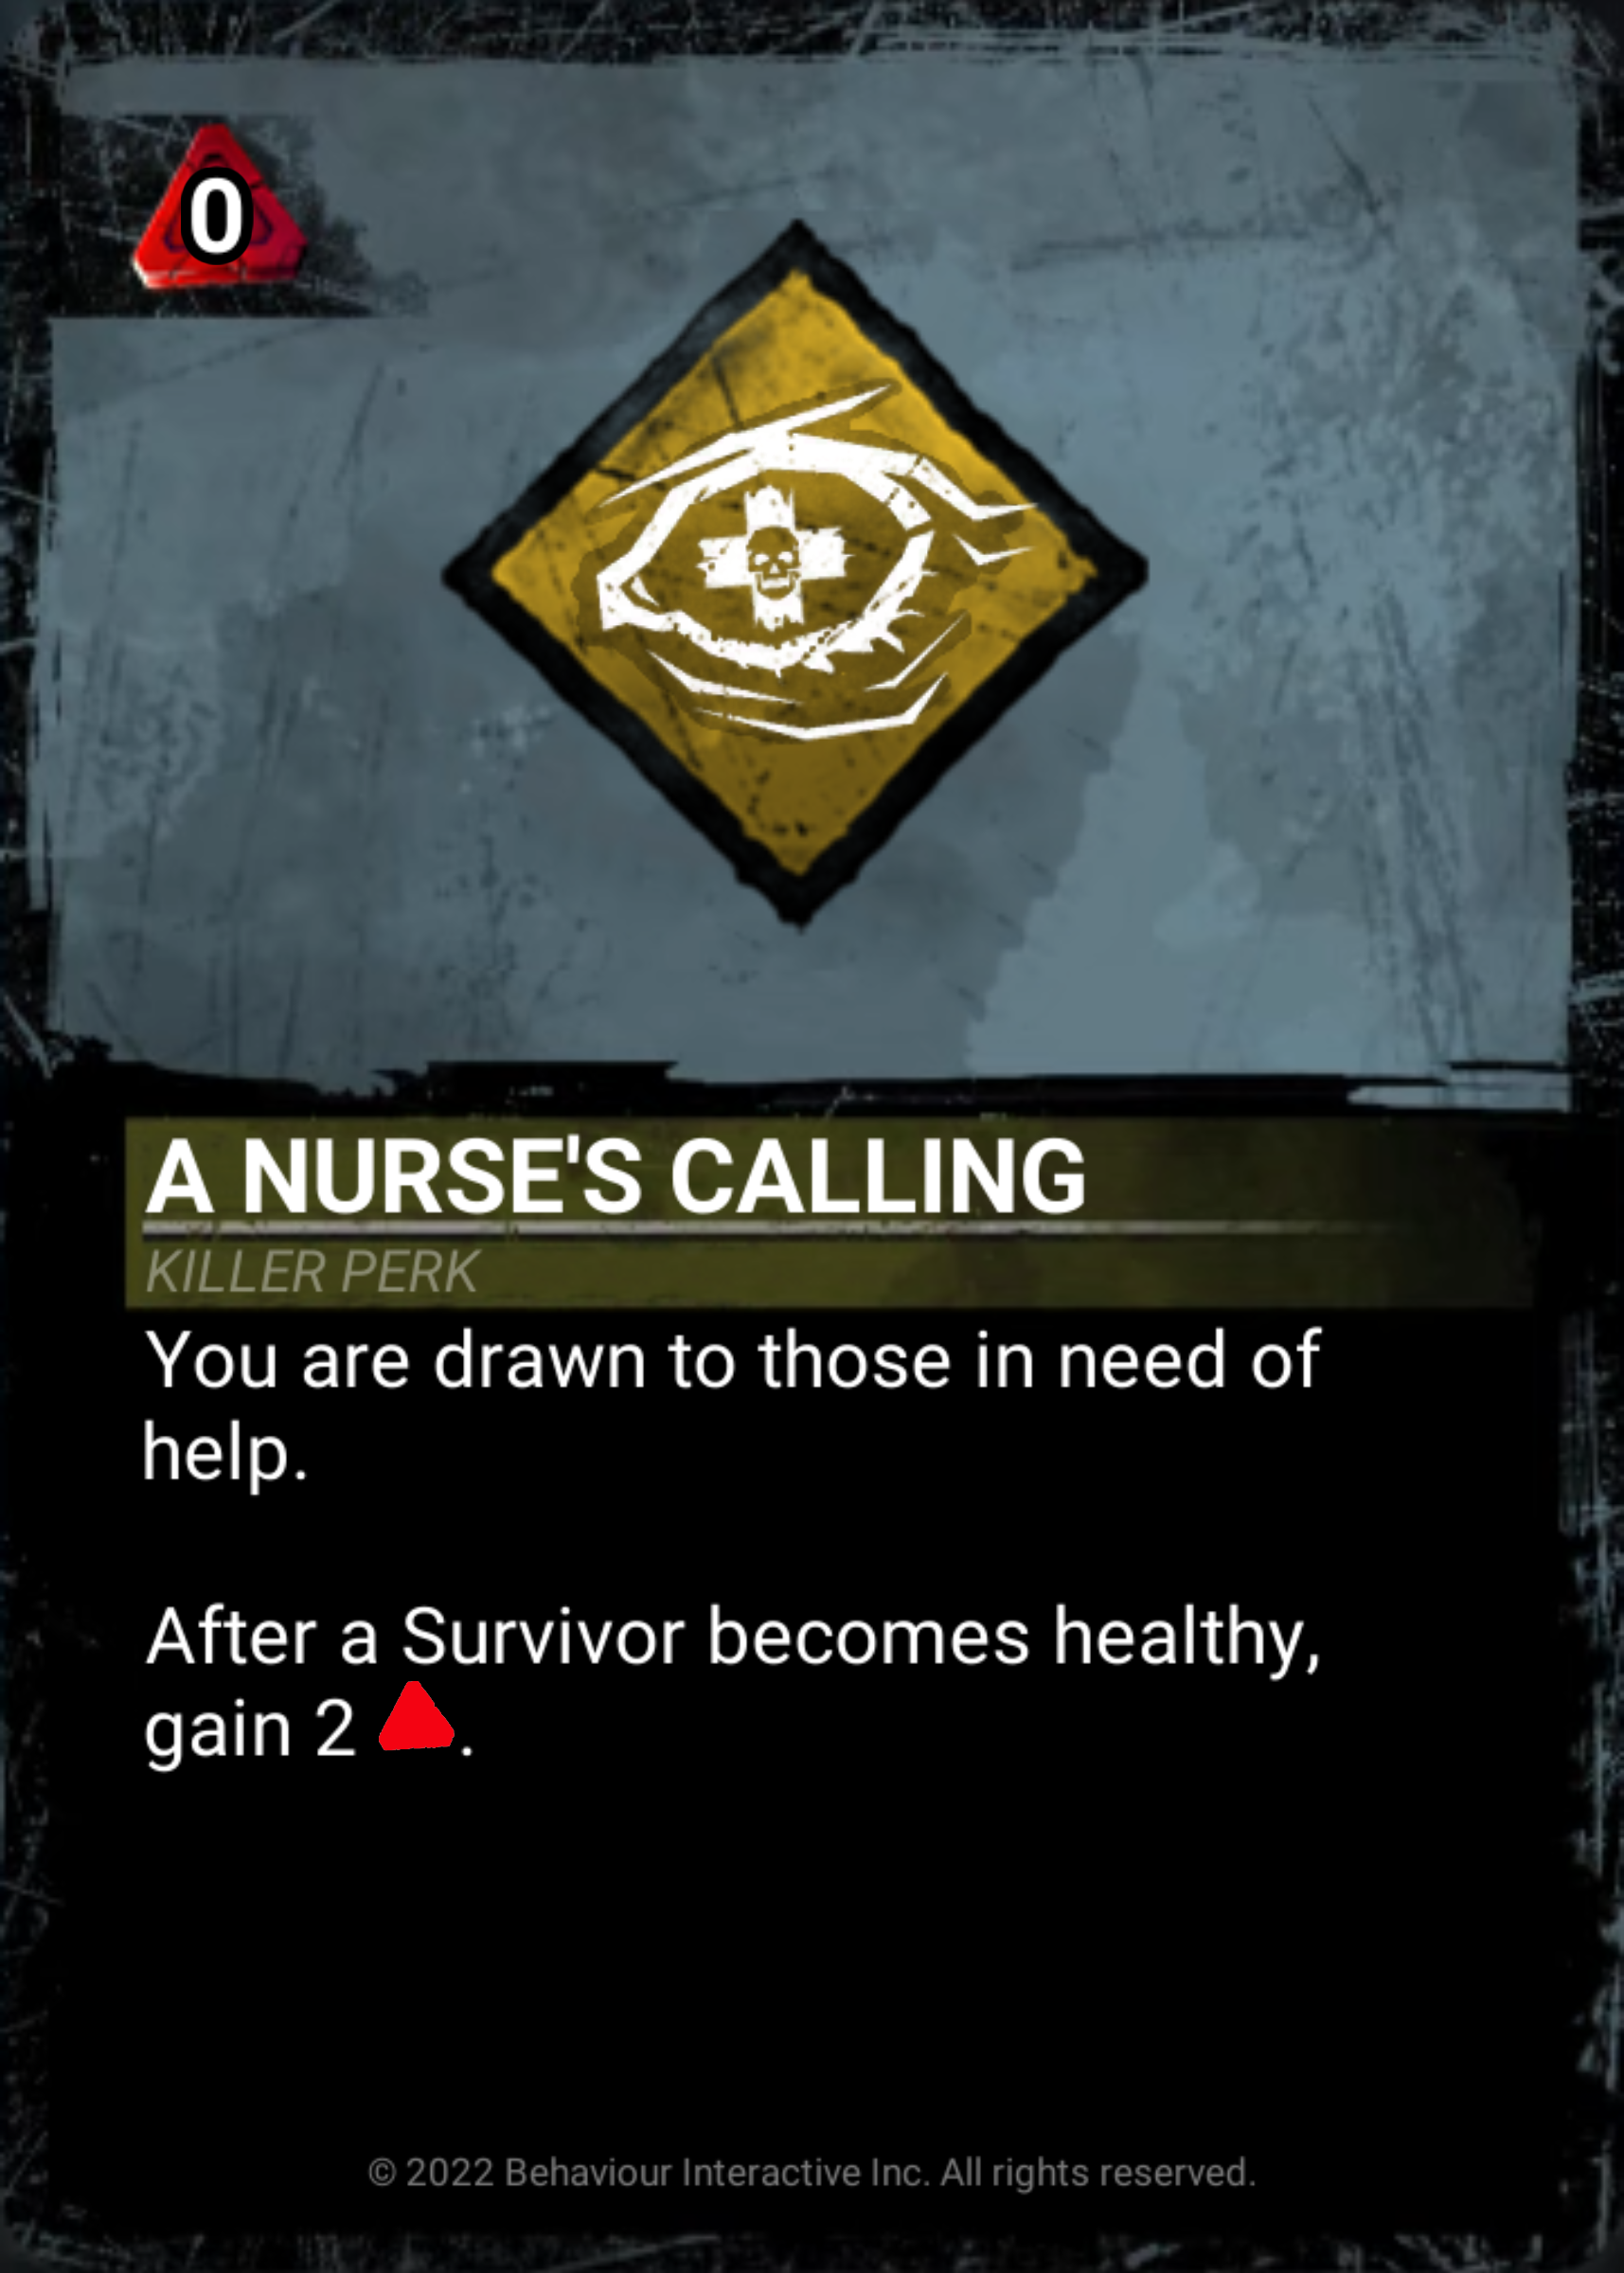 0
A NURSE'S CALLING
KILLER PERK
You are drawn to those in need of
help.
After a Survivor becomes healthy,
gain 2 .
© 2022 Behaviour Interactive Inc. All rights reserved.